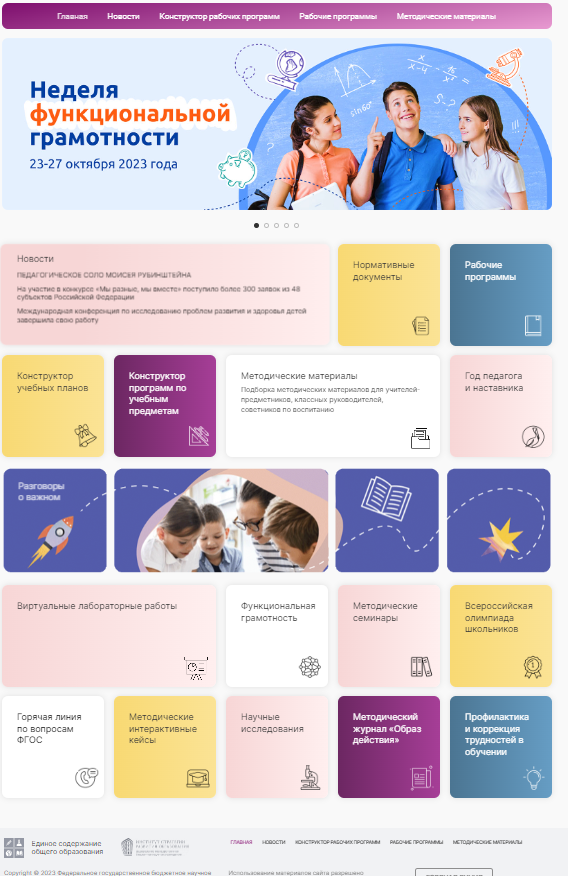 Главная Новости Конструктор рабочих программ Рабочие программы Методические материалы
Неделя
функциональной
грамотности
23-27 октября 2023 года
Новости
ПЕДАГОГИЧЕСКОЕ СОЛО МОИСЕЯ РУБИНШТЕЙНА
На участие в конкурсе «Мы разные, мы вместе» поступило более 300 заявок из 48
субъектов Российской Федерации
Международная конференция по исследованию проблем развития и здоровья детей
завершила свою работу
Нормативные
документы
Рабочие
программы
Конструктор
учебных планов
Конструктор
программ по
учебным
предметам
Методические материалы
Подборка методических материалов для учителей-
предметников, классных руководителей,
советников по воспитанию
Год педагога
и наставника
Разговоры
о важном
Виртуальные лабораторные работы
Функциональная
грамотность
Методические
семинары
Всероссийская
олимпиада
школьников
Горячая линия
по вопросам
ФГОС
Методические
интерактивные
кейсы
Научные
исследования
Методический
журнал «Образ
действия»
Профилактика
и коррекция
трудностей в
обучении
Единое содержание
общего образования
ГЛАВНАЯ НОВОСТИ КОНСТРУКТОР РАБОЧИХ ПРОГРАММ РАБОЧИЕ ПРОГРАММЫ МЕТОДИЧЕСКИЕ МАТЕРИАЛЫ
Copyright © 2023 Федеральное государственное бюджетное научное
Использование материалов сайта разрешено